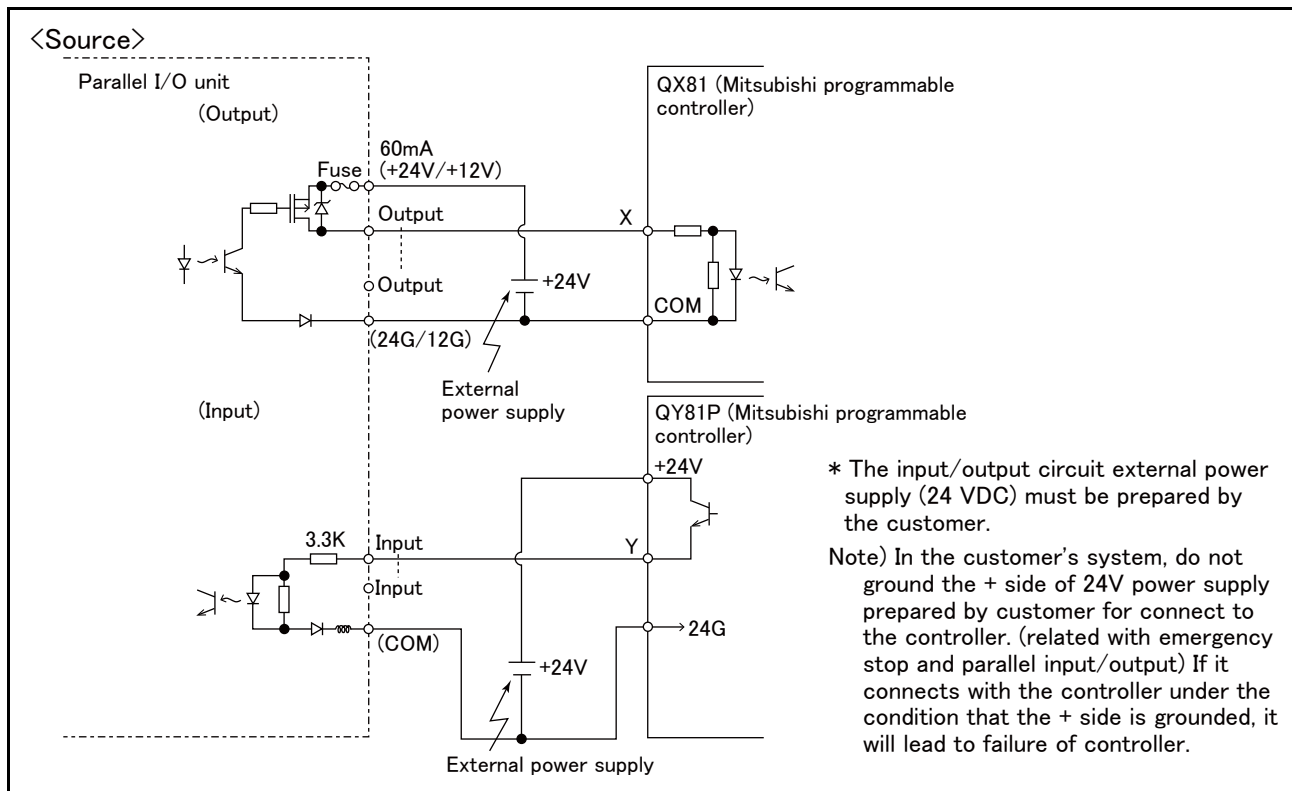 <Source>
Parallel I/O unit
(Output)
Fuse
60mA
(+24V/+12V)
Output
Output
(24G/12G)
+24V
External
power supply
QX81 (Mitsubishi programmable
controller)
X
COM
(Input)
3.3K
Input
Input
(COM)
+24V
External power supply
QY81P (Mitsubishi programmable
controller)
+24V
Y
24G
* The input/output circuit external power
supply (24 VDC) must be prepared by
the customer.
Note) In the customer's system, do not
ground the + side of 24V power supply
prepared by customer for connect to
the controller. (related with emergency
stop and parallel input/output) If it
connects with the controller under the
condition that the + side is grounded, it
will lead to failure of controller.